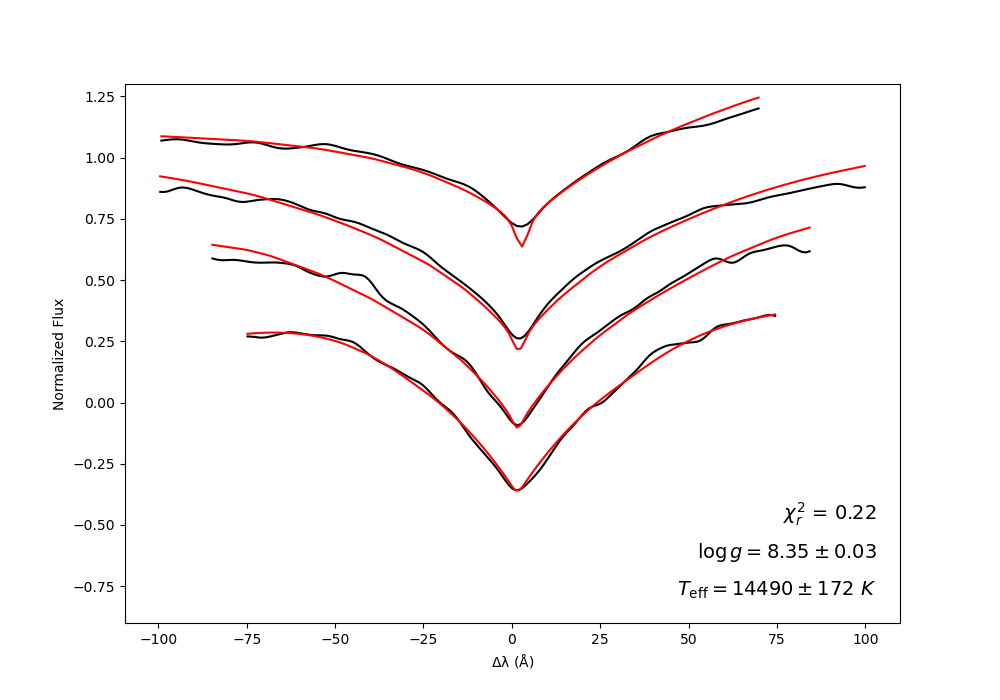 1.25
1.00
0.75
0.50
0.25
0.00
−0.25
−0.50
−0.75
Normalized Flux
χ²ᵣ = 0.22
log g = 8.35 ± 0.03
T_eff = 14490 ± 172 K
−100 −75 −50 −25 0 25 50 75 100
Δλ (Å)